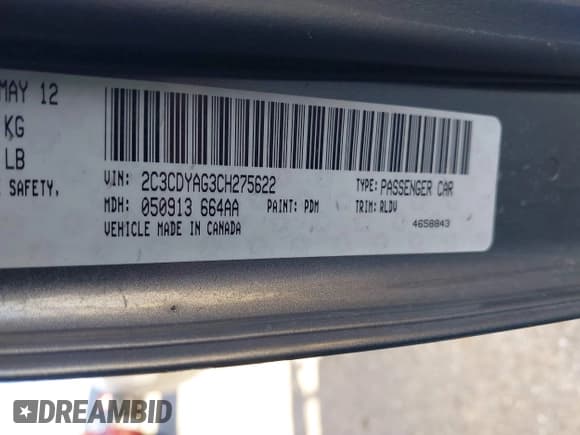 MAY 12
KG
LB
SAFETY.
VIN: 2C3CDYAG3CH275622 TYPE: PASSENGER CAR
MDH: 050913 664AA PAINT: PDM TRIM: RLDV
VEHICLE MADE IN CANADA 4658843
DREAMBID